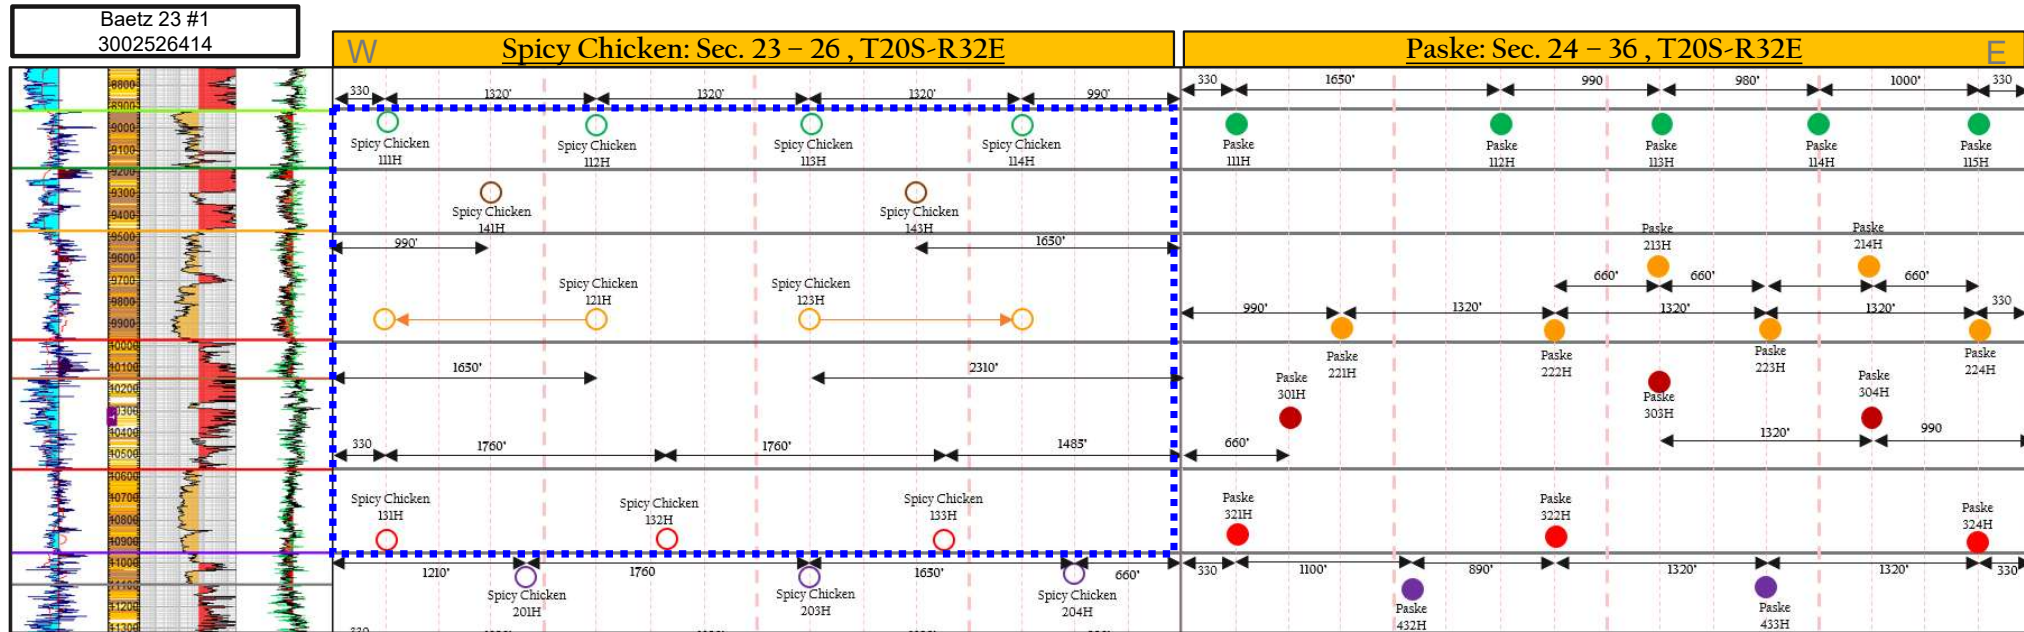 Baetz 23 #1
3002526414
W
Spicy Chicken: Sec. 23 – 26 , T20S-R32E
Paske: Sec. 24 – 36 , T20S-R32E
E
330
1320'
1320'
1320'
990'
330
1650'
990
980'
1000'
330
Spicy Chicken
111H
Spicy Chicken
112H
Spicy Chicken
113H
Spicy Chicken
114H
Paske
111H
Paske
112H
Paske
113H
Paske
114H
Paske
115H
Spicy Chicken
141H
Spicy Chicken
143H
990'
1650'
Paske
213H
Paske
214H
660'
660'
660'
Spicy Chicken
121H
Spicy Chicken
123H
990'
1320'
1320'
1320'
330
Paske
221H
Paske
222H
Paske
223H
Paske
224H
1650'
2310'
Paske
301H
Paske
303H
Paske
304H
330
1760'
1760'
1485'
660'
1320'
990
Spicy Chicken
131H
Spicy Chicken
132H
Spicy Chicken
133H
Paske
321H
Paske
322H
Paske
324H
1210'
1760
1650'
660'
330
1100'
890'
1320'
1320'
330
Spicy Chicken
201H
Spicy Chicken
203H
Spicy Chicken
204H
Paske
432H
Paske
433H
8800
8900
9000
9100
9200
9300
9400
9500
9600
9700
9800
9900
10000
10100
10200
10300
10400
10500
10600
10700
10800
10900
11000
11100
11200
11300